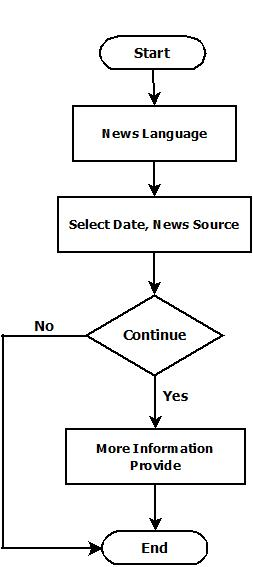 Start
News Language
Select Date, News Source
Continue
No
Yes
More Information
Provide
End